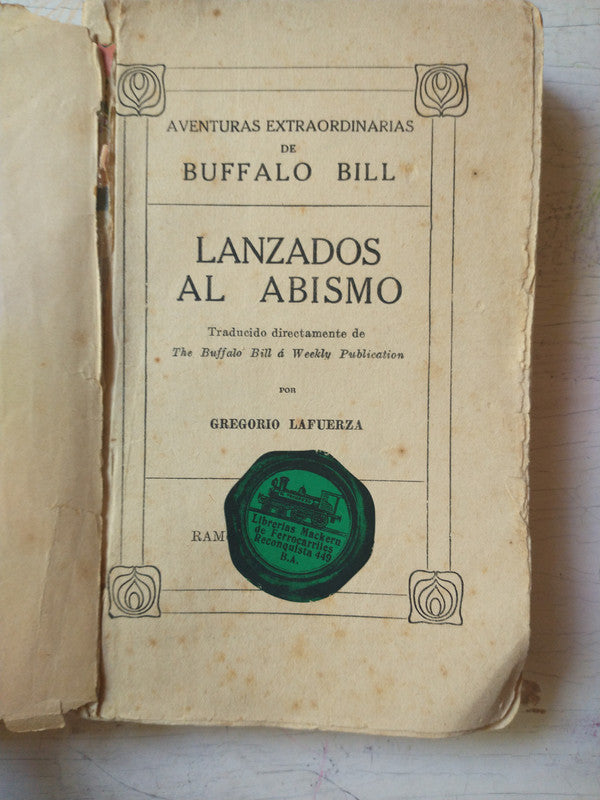 AVENTURAS EXTRAORDINARIAS
DE
BUFFALO BILL
LANZADOS
AL ABISMO
Traducido directamente de
The Buffalo Bill á Weekly Publication
POR
GREGORIO LAFUERZA
Librerías Mackern
de Ferrocarriles
Reconquista 449
B.A.